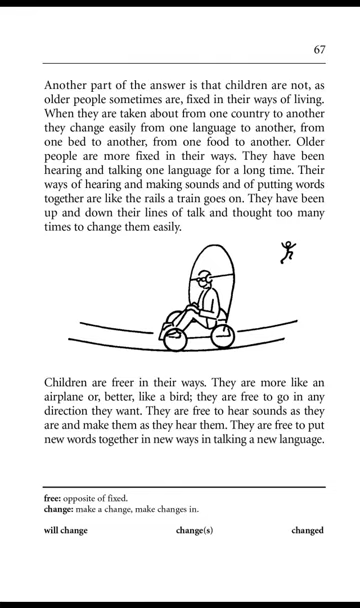 67
Another part of the answer is that children are not, as
older people sometimes are, fixed in their ways of living.
When they are taken about from one country to another
they change easily from one language to another, from
one bed to another, from one food to another. Older
people are more fixed in their ways. They have been
hearing and talking one language for a long time. Their
ways of hearing and making sounds and of putting words
together are like the rails a train goes on. They have been
up and down their lines of talk and thought too many
times to change them easily.
Children are freer in their ways. They are more like an
airplane or, better, like a bird; they are free to go in any
direction they want. They are free to hear sounds as they
are and make them as they hear them. They are free to put
new words together in new ways in talking a new language.
free: opposite of fixed.
change: make a change, make changes in.
will change change(s) changed